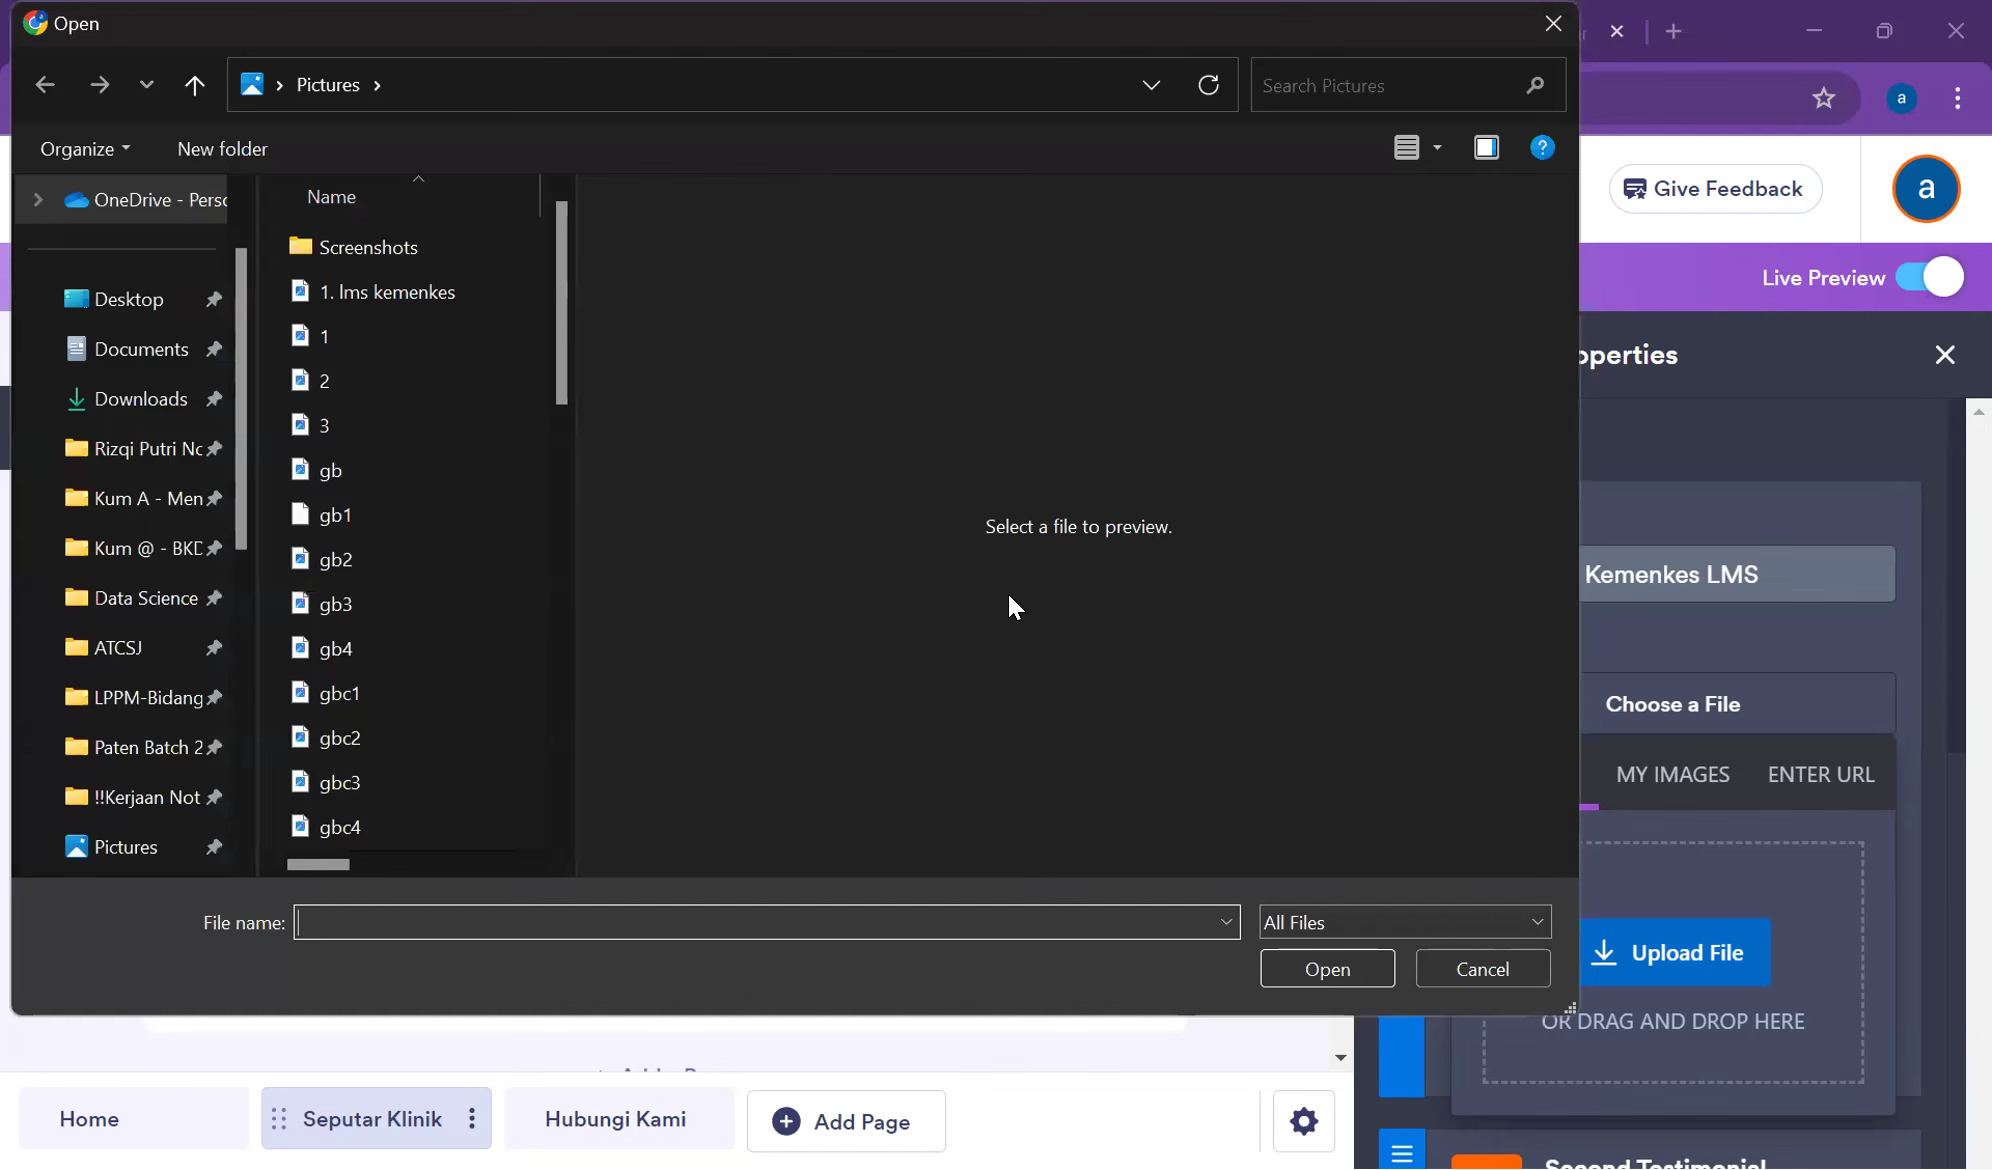 Open
Pictures
Search Pictures
Organize
New folder
OneDrive - Persc
Name
Screenshots
1. lms kemenkes
1
2
3
gb
gb1
gb2
gb3
gb4
gbc1
gbc2
gbc3
gbc4
Desktop
Documents
Downloads
Rizqi Putri Nc
Kum A - Men
Kum @ - BKD
Data Science
ATCSJ
LPPM-Bidang
Paten Batch 2
!!Kerjaan Not
Pictures
Select a file to preview.
File name:
All Files
Open
Cancel
a
Give Feedback
a
Live Preview
operties
Kemenkes LMS
Choose a File
MY IMAGES
ENTER URL
Upload File
OR DRAG AND DROP HERE
Second Testimonial
Home
Seputar Klinik
Hubungi Kami
Add Page